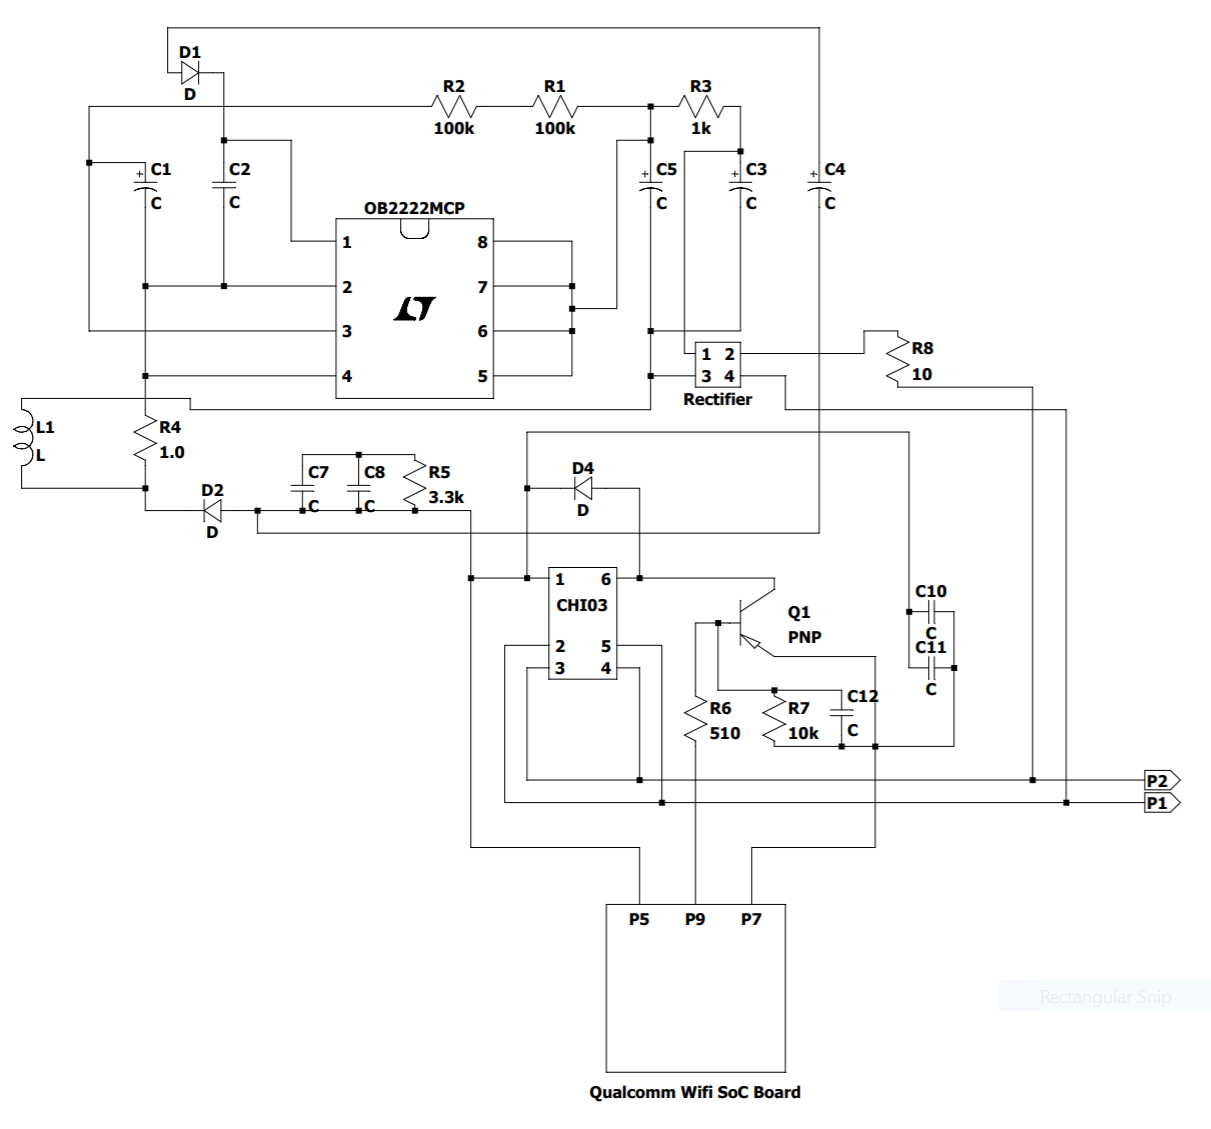 D1
D
R2
100k
R1
100k
R3
1k
C1
C
C2
C
C5
C
C3
C
C4
C
OB2222MCP
1
8
2
7
3
6
4
5
1 2
3 4
Rectifier
R8
10
L1
L
R4
1.0
C7
C
C8
C
R5
3.3k
D2
D
D4
D
1
6
CHI03
2
5
3
4
Q1
PNP
C10
C
C11
C
R6
510
R7
10k
C12
C
P2
P1
P5
P9
P7
Rectangular Snip
Qualcomm Wifi SoC Board